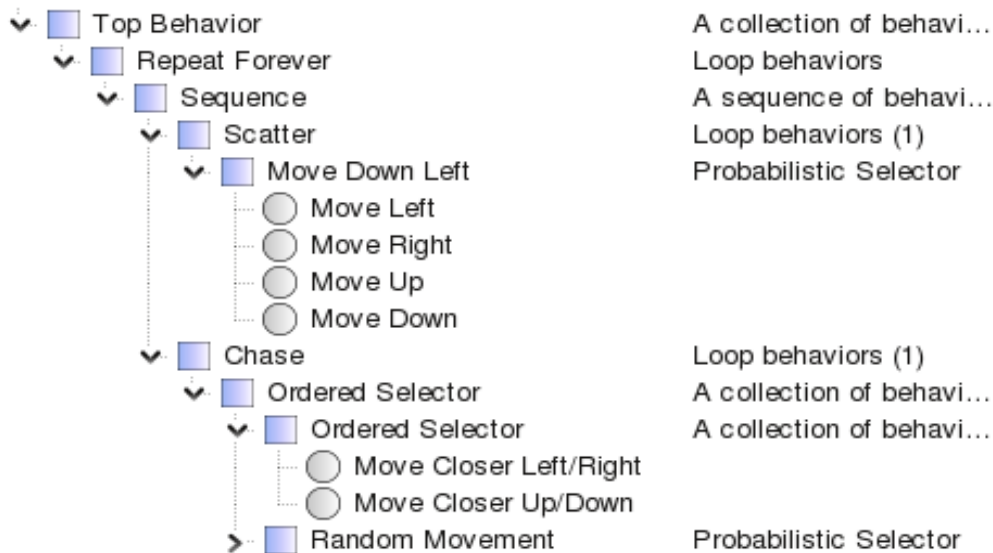 Top Behavior A collection of behavi...
Repeat Forever Loop behaviors
Sequence A sequence of behavi...
Scatter Loop behaviors (1)
Move Down Left Probabilistic Selector
Move Left
Move Right
Move Up
Move Down
Chase Loop behaviors (1)
Ordered Selector A collection of behavi...
Ordered Selector A collection of behavi...
Move Closer Left/Right
Move Closer Up/Down
Random Movement Probabilistic Selector